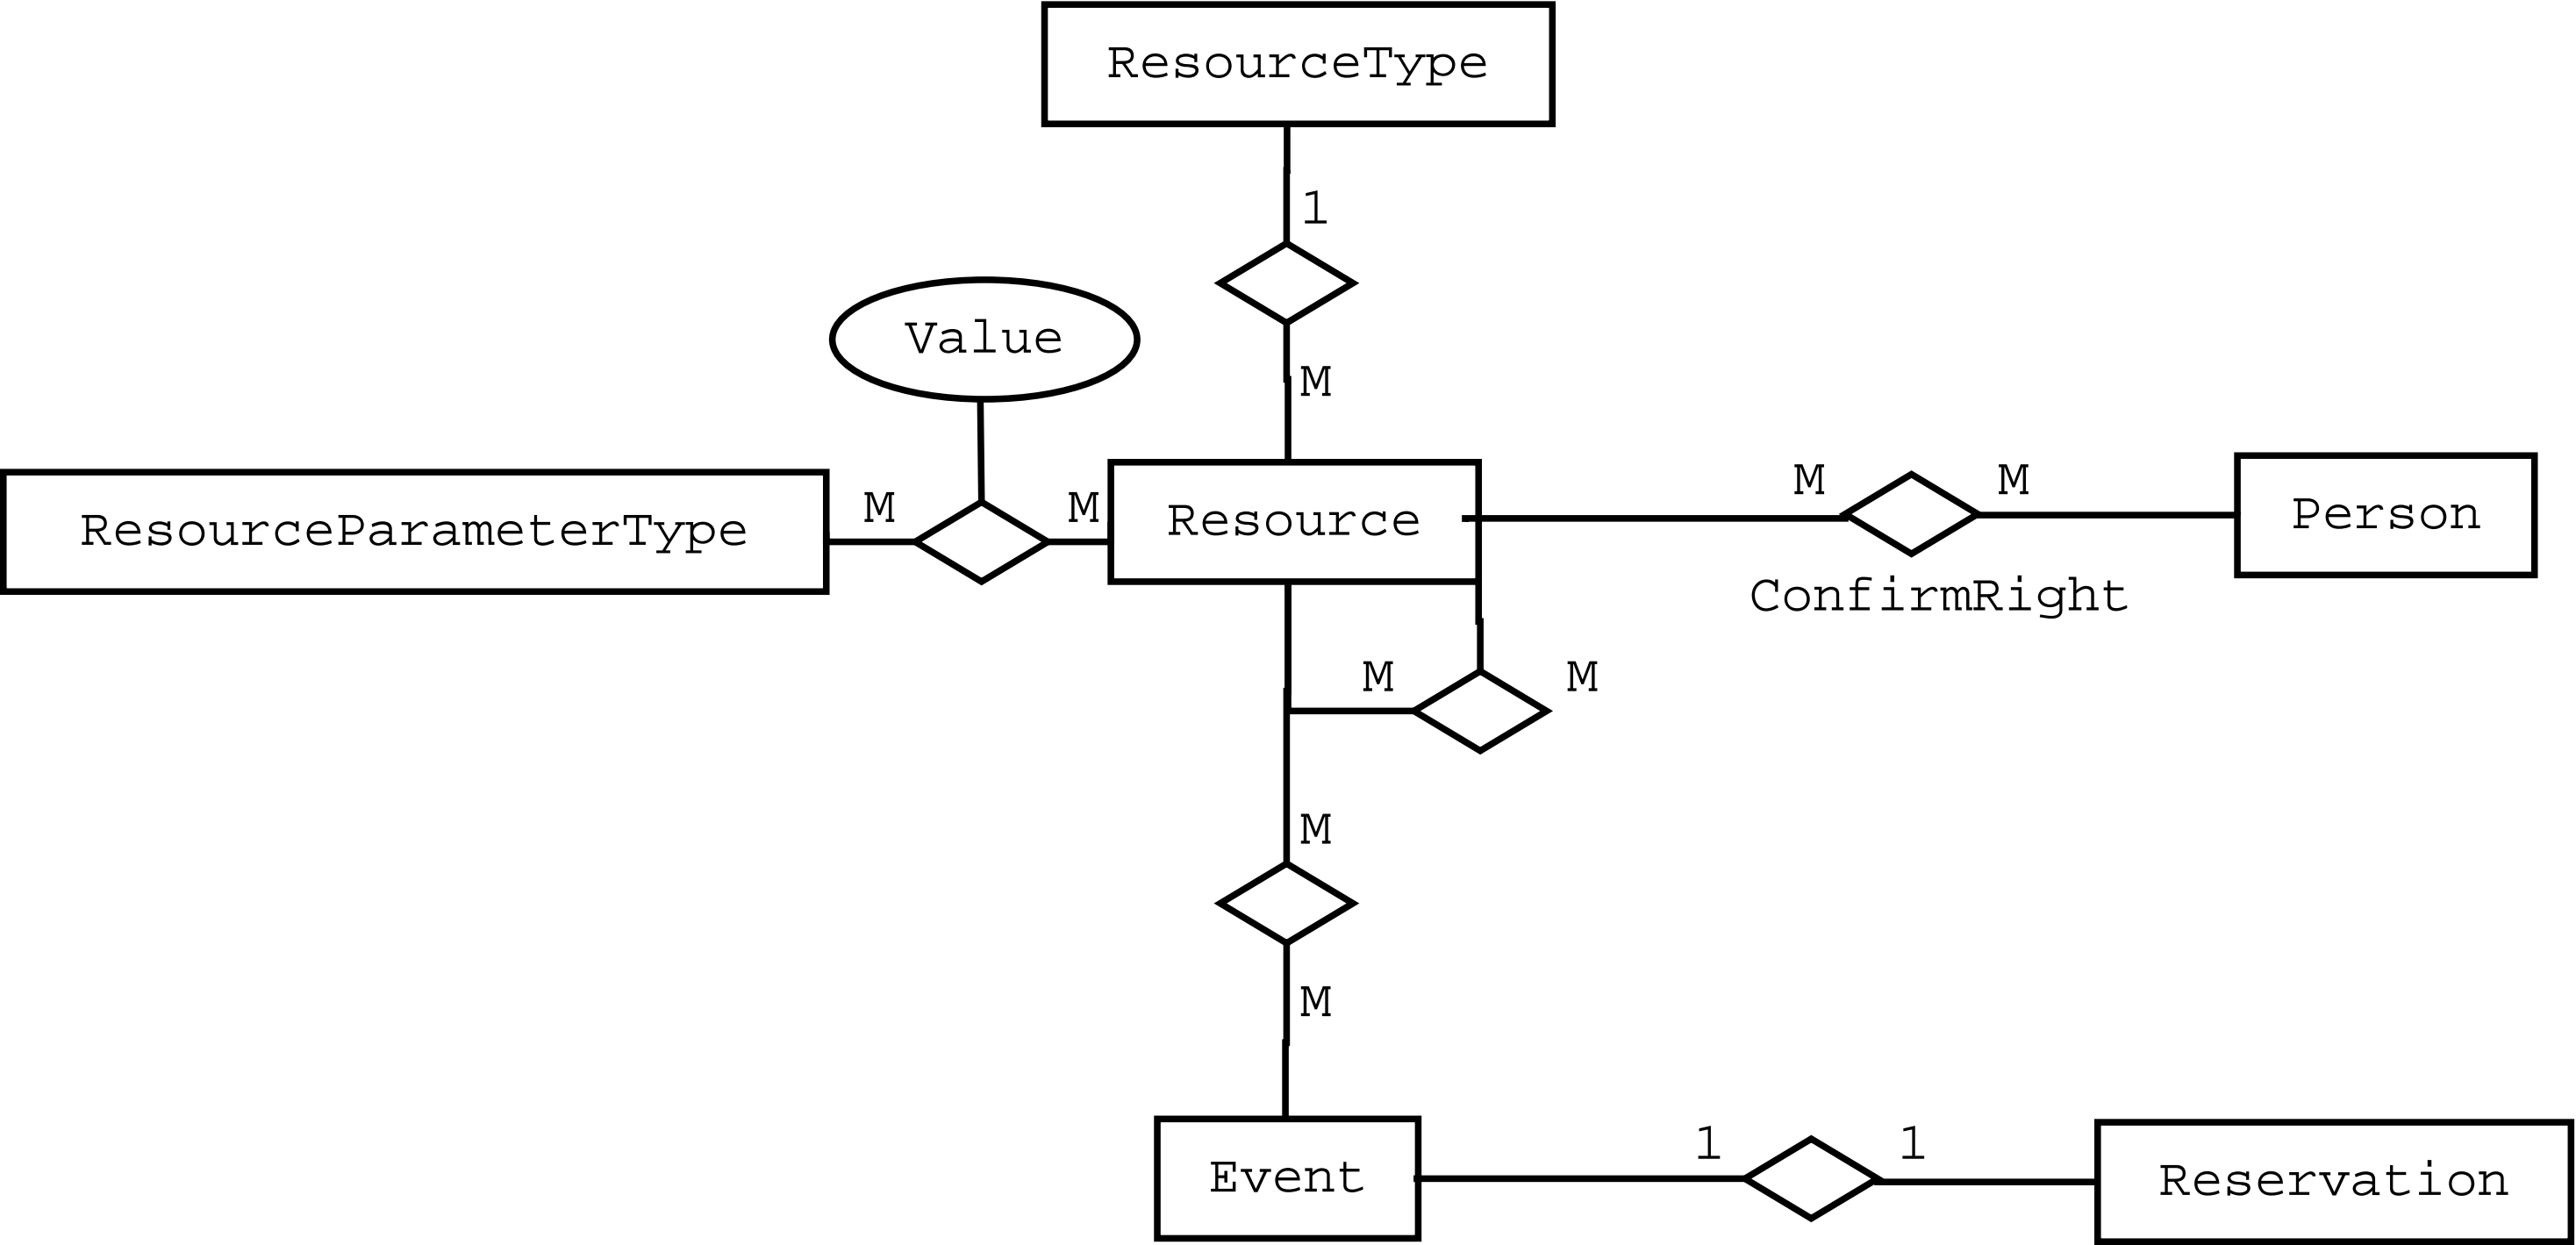 ResourceType
1
Value
M
ResourceParameterType
M
M
Resource
M
M
Person
ConfirmRight
M
M
M
M
Event
1
1
Reservation